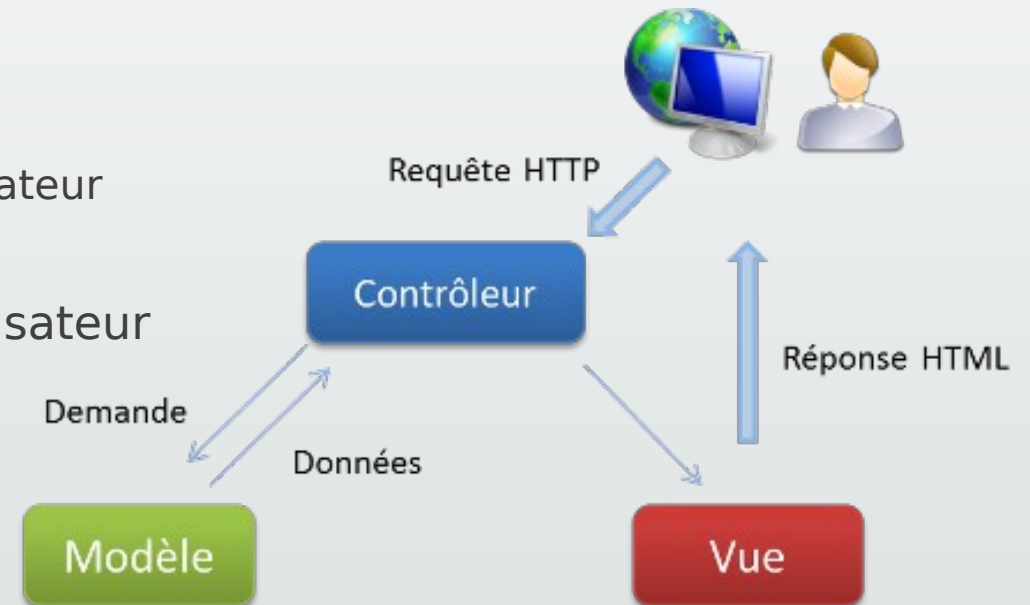 Requête HTTP
ateur
Contrôleur
sateur
Réponse HTML
Demande
Données
Modèle
Vue